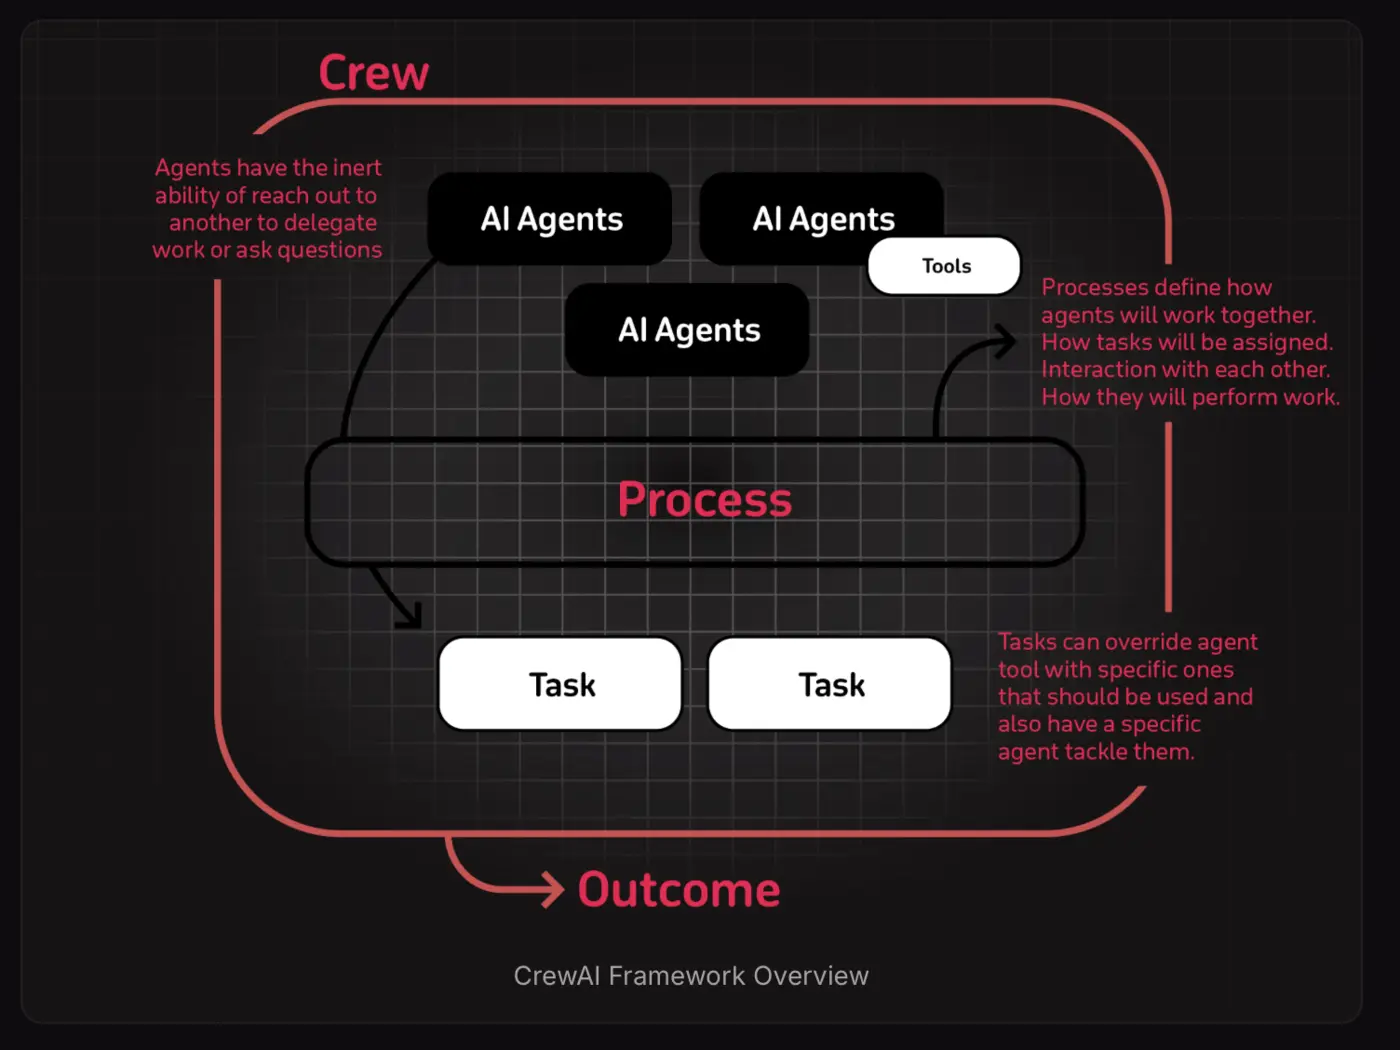 Crew
Agents have the inert
ability of reach out to
another to delegate
work or ask questions
AI Agents
AI Agents
Tools
AI Agents
Processes define how
agents will work together.
How tasks will be assigned.
Interaction with each other.
How they will perform work.
Process
Task
Task
Tasks can override agent
tool with specific ones
that should be used and
also have a specific
agent tackle them.
Outcome
CrewAI Framework Overview